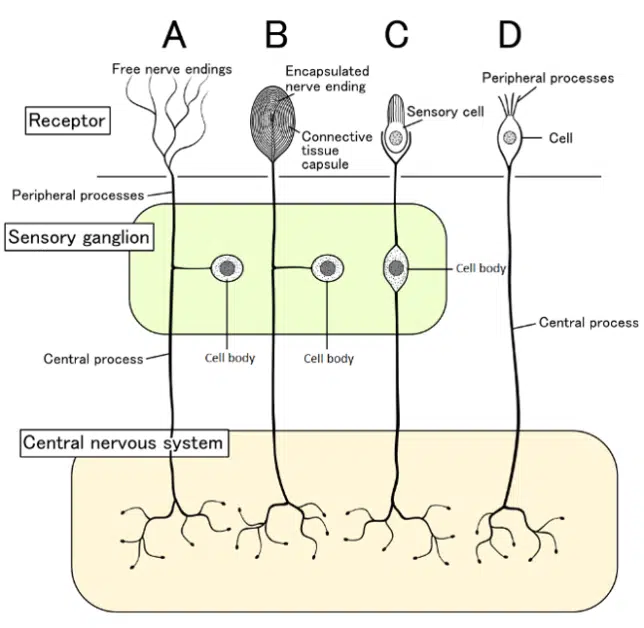 A
B
C
D
Free nerve endings
Encapsulated
nerve ending
Peripheral processes
Receptor
Sensory cell
Connective
tissue
capsule
Cell
Peripheral processes
Sensory ganglion
Cell body
Central process
Central process
Cell body
Cell body
Central nervous system